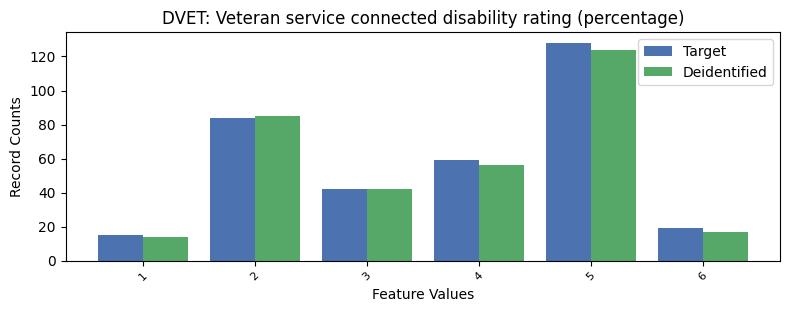 DVET: Veteran service connected disability rating (percentage)
Target
Deidentified
Record Counts
120
100
80
60
40
20
0
1 2 3 4 5 6
Feature Values